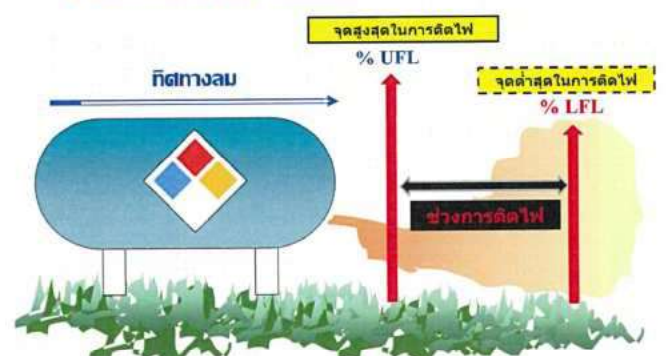 จุดสูงสุดในการติดไฟ
% UFL
ทิศทางลม
จุดต่ำสุดในการติดไฟ
% LFL
ช่วงการติดไฟ